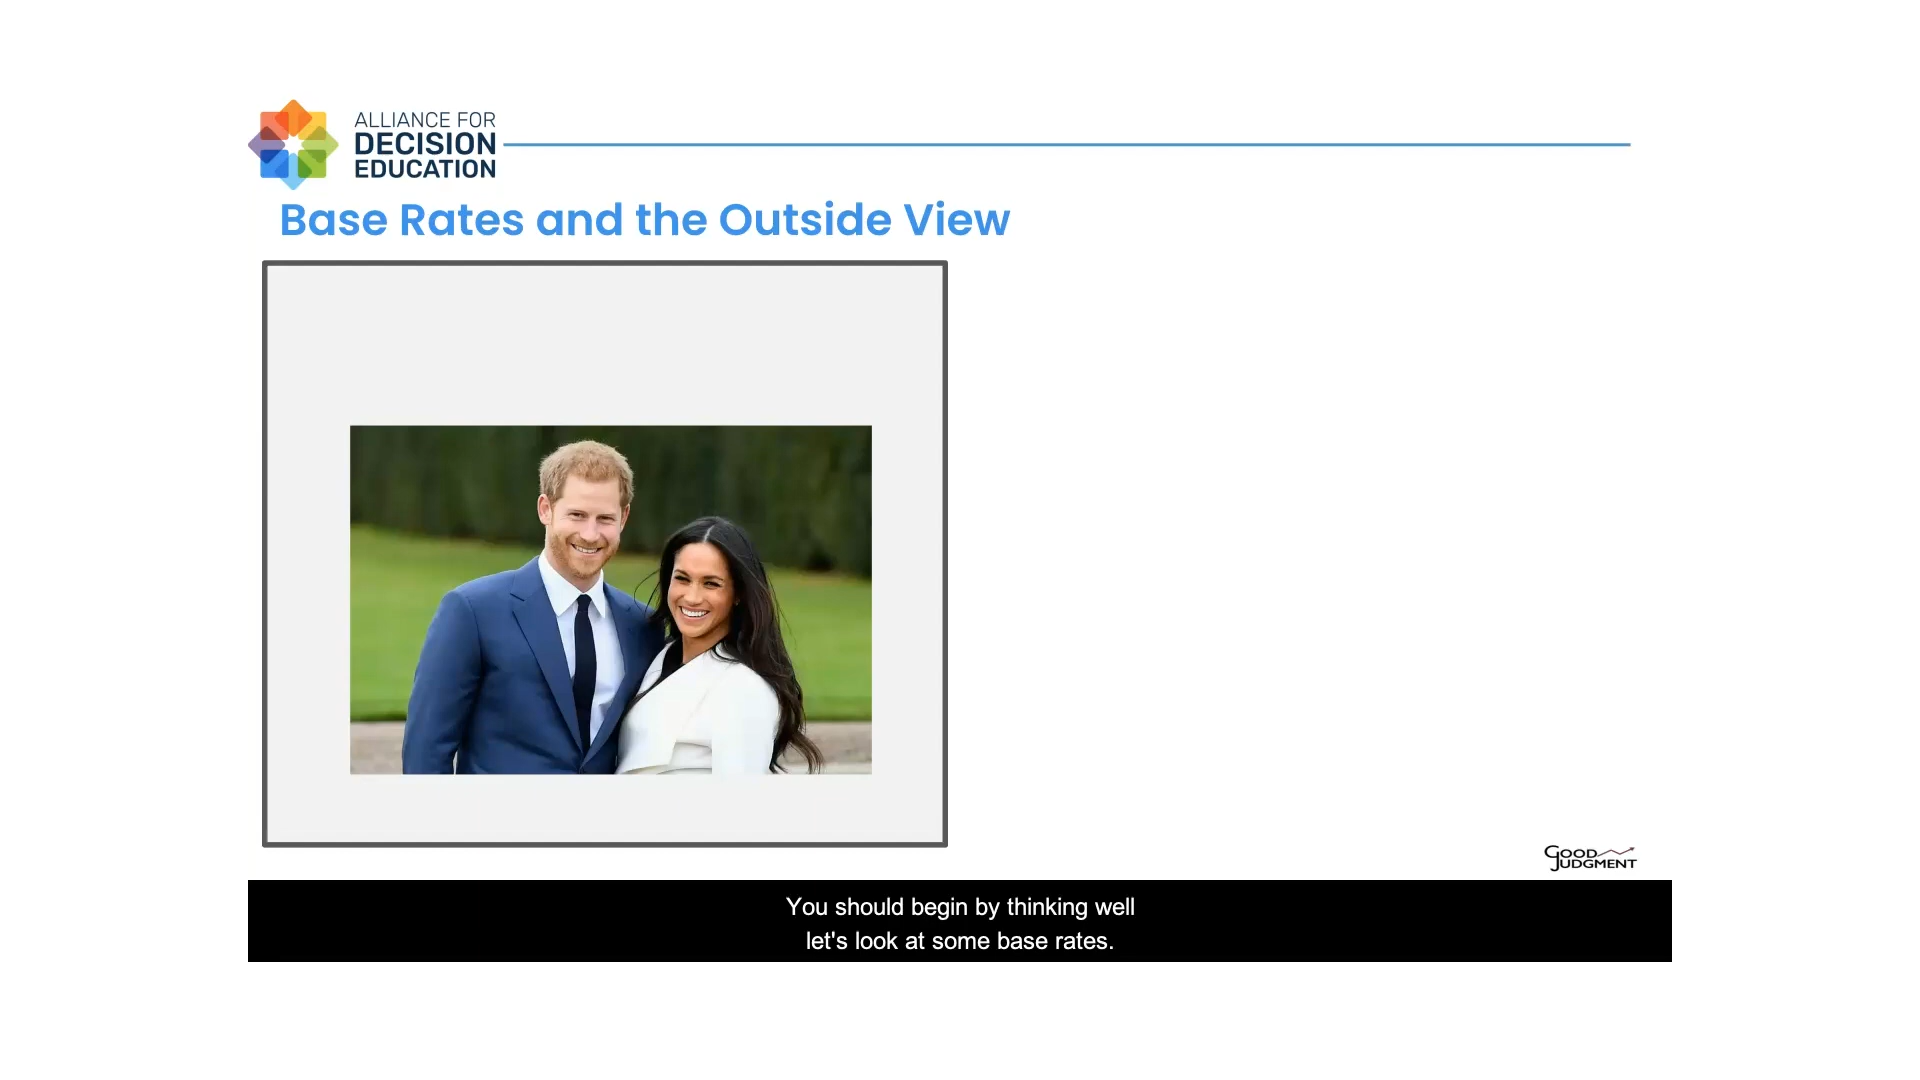 ALLIANCE FOR
DECISION
EDUCATION
Base Rates and the Outside View
GOOD
JUDGMENT
You should begin by thinking well
let's look at some base rates.